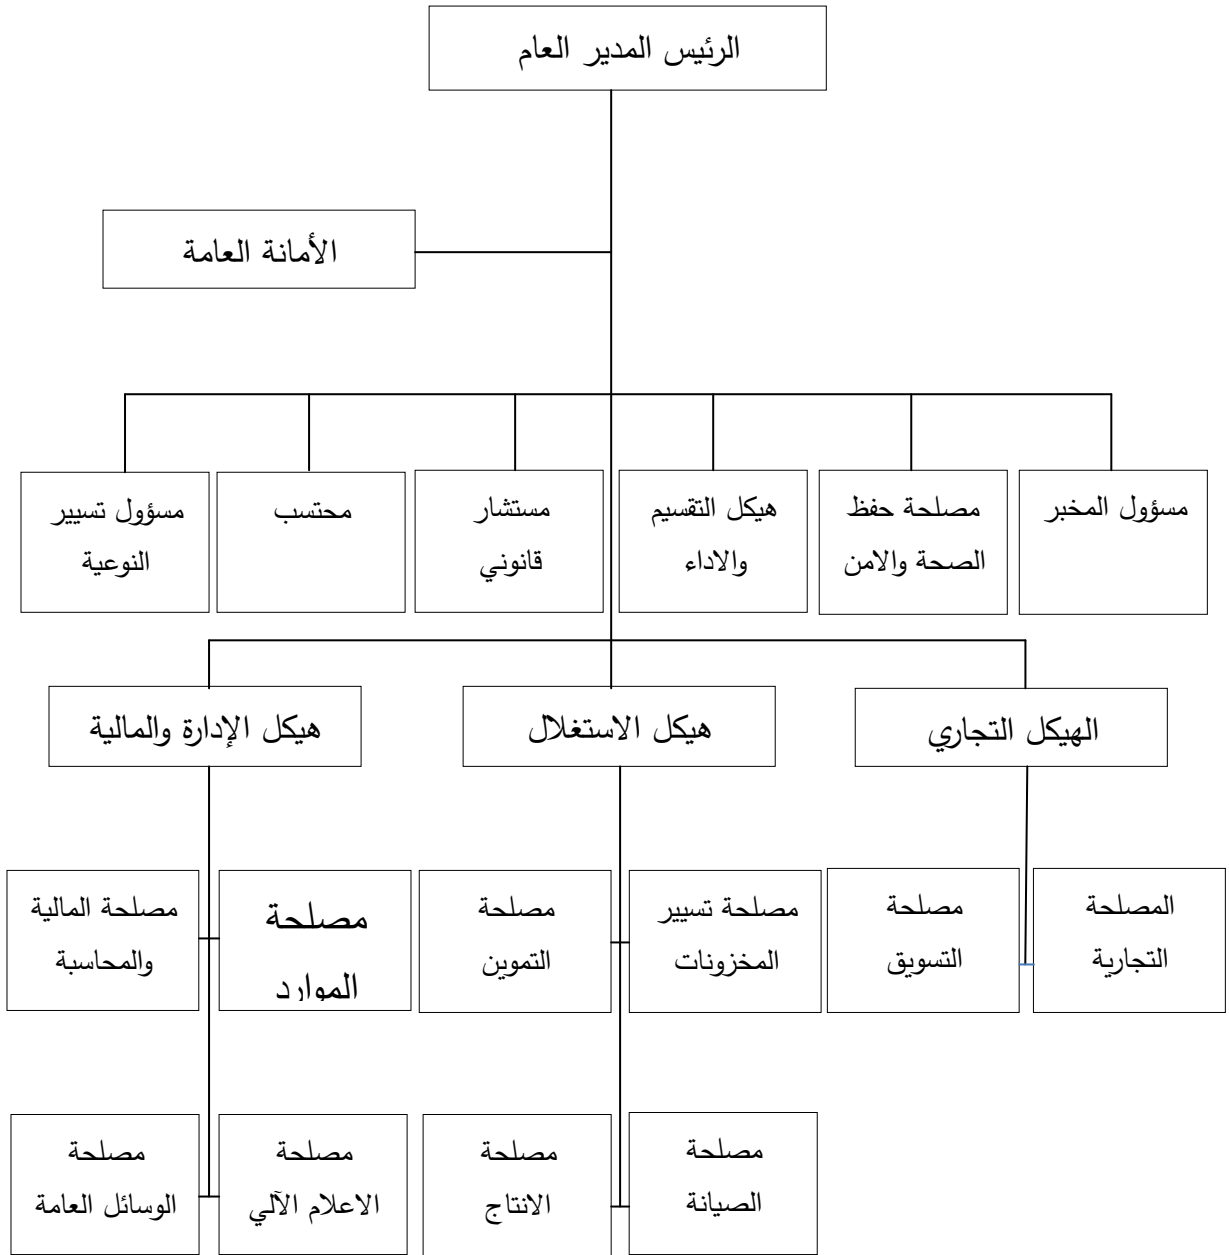 الرئيس المدير العام
الأمانة العامة
مسؤول المخبر
مصلحة حفظ
الصحة والامن
هيكل التقسيم
والاداء
مستشار
قانوني
محتسب
مسؤول تسيير
النوعية
الهيكل التجاري
هيكل الاستغلال
هيكل الإدارة والمالية
المصلحة
التجارية
مصلحة
التسويق
مصلحة تسيير
المخزونات
مصلحة
التموين
مصلحة
الموارد
مصلحة المالية
والمحاسبة
مصلحة
الصيانة
مصلحة
الانتاج
مصلحة
الاعلام الآلي
مصلحة
الوسائل العامة